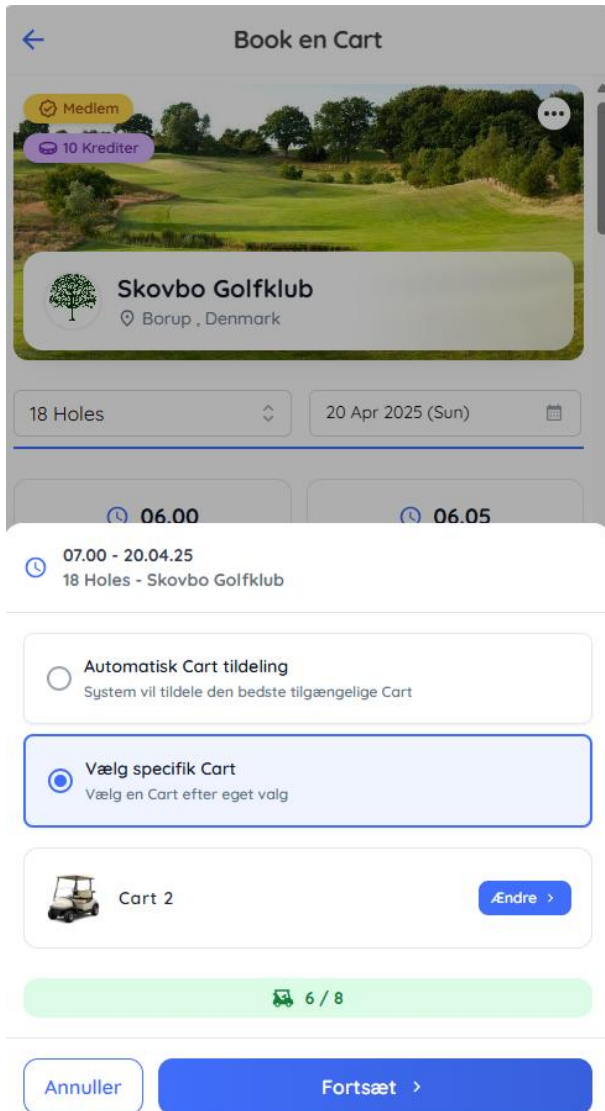 Book en Cart
Medlem
10 Krediter
Skovbo Golfklub
Borup , Denmark
18 Holes
20 Apr 2025 (Sun)
06.00
06.05
07.00 - 20.04.25
18 Holes - Skovbo Golfklub
Automatisk Cart tildeling
System vil tildele den bedste tilgængelige Cart
Vælg specifik Cart
Vælg en Cart efter eget valg
Cart 2
Ændre
6 / 8
Annuller
Fortsæt